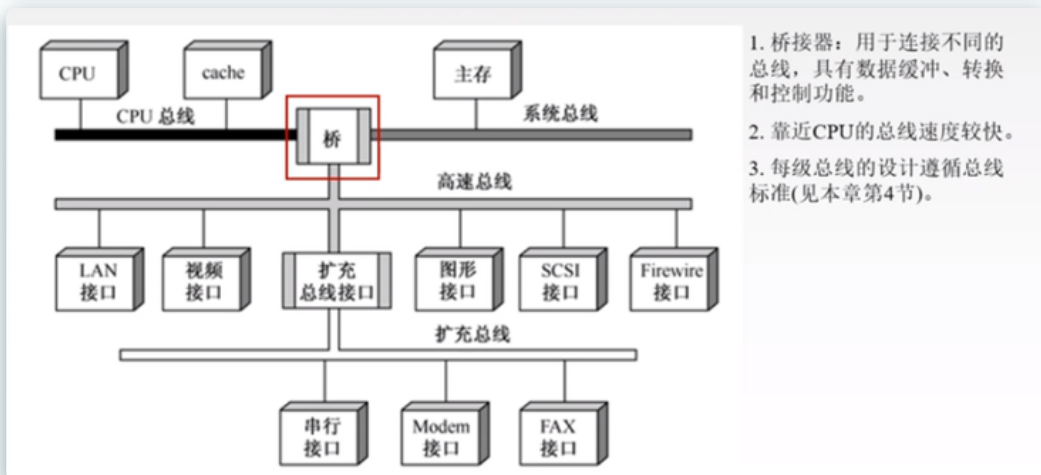 CPU
cache
主存
CPU 总线
系统总线
桥
高速总线
LAN
接口
视频
接口
扩充
总线接口
图形
接口
SCSI
接口
Firewire
接口
扩充总线
串行
接口
Modem
接口
FAX
接口
1. 桥接器：用于连接不同的
总线，具有数据缓冲、转换
和控制功能。
2. 靠近CPU的总线速度较快。
3. 每级总线的设计遵循总线
标准(见本章第4节)。